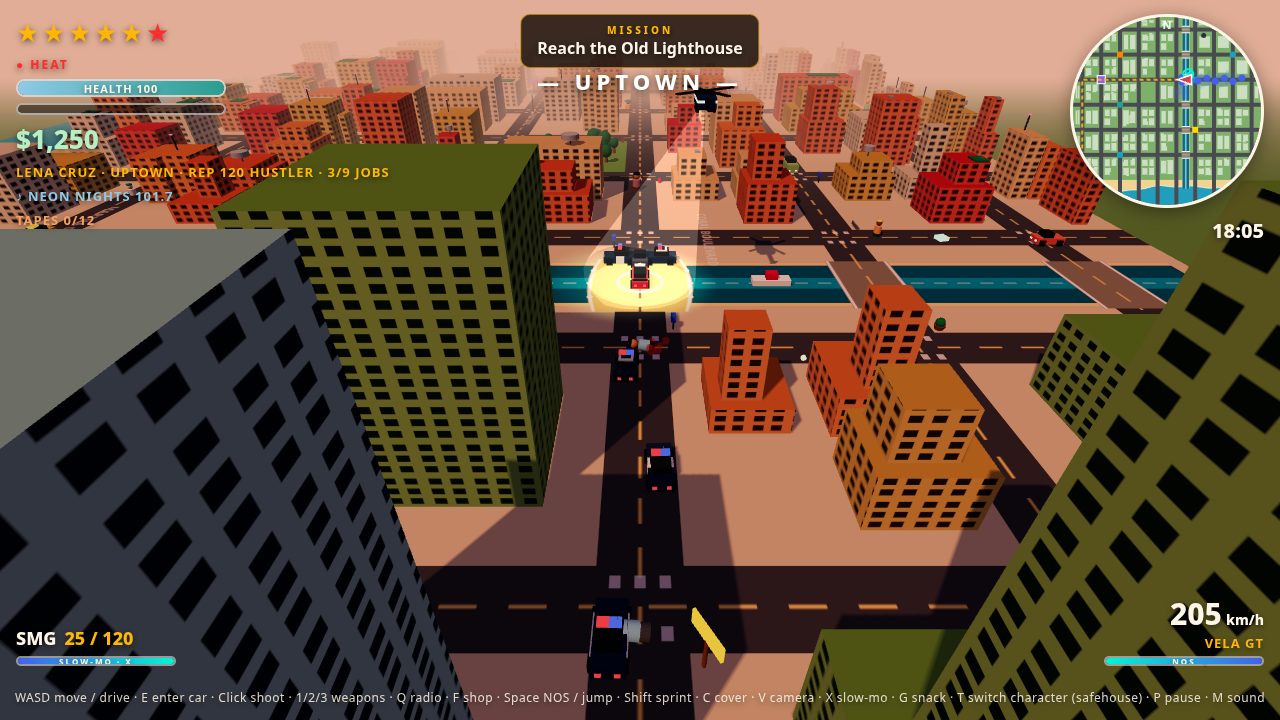 MISSION
Reach the Old Lighthouse
— UPTOWN —
★★★★★★
● HEAT
HEALTH 100
$1,250
LENA CRUZ · UPTOWN · REP 120 HUSTLER · 3/9 JOBS
♪ NEON NIGHTS 101.7
TAPES 0/12
N
18:05
SMG 25 / 120
SLOW-MO · X
205 km/h
VELA GT
NOS
WASD move / drive · E enter car · Click shoot · 1/2/3 weapons · Q radio · F shop · Space NOS / jump · Shift sprint · C cover · V camera · X slow-mo · G snack · T switch character (safehouse) · P pause · M sound